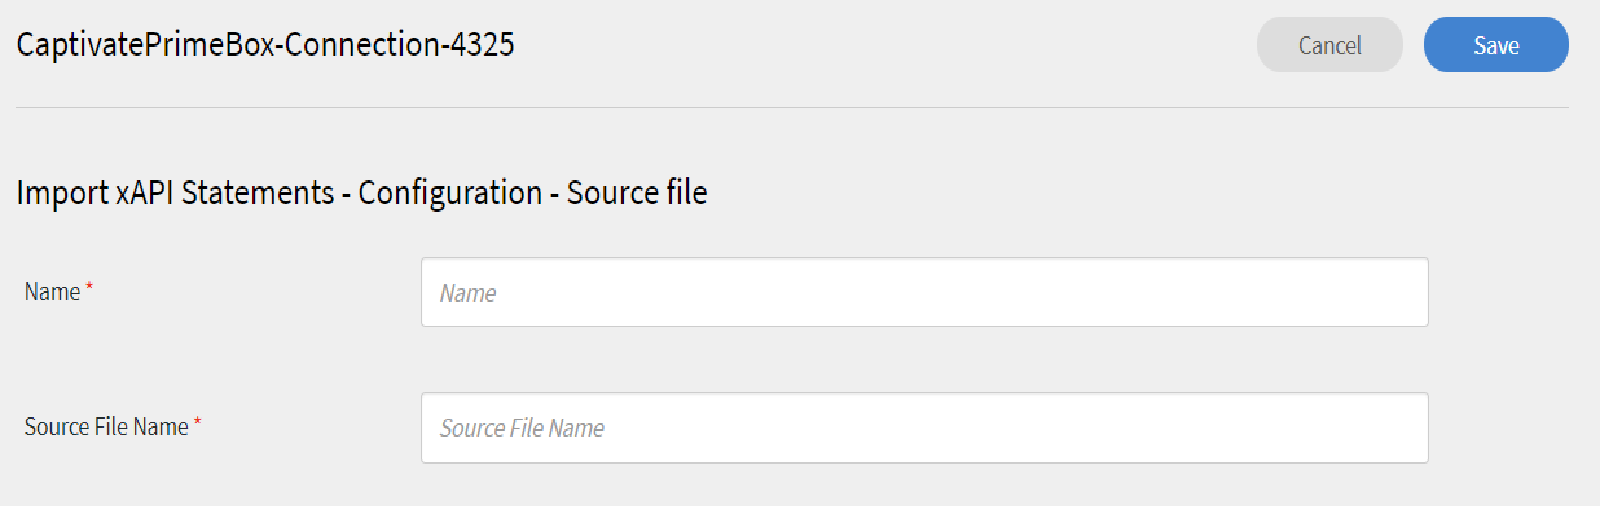 CaptivatePrimeBox-Connection-4325
Cancel
Save
Import xAPI Statements - Configuration - Source file
Name *
Name
Source File Name *
Source File Name